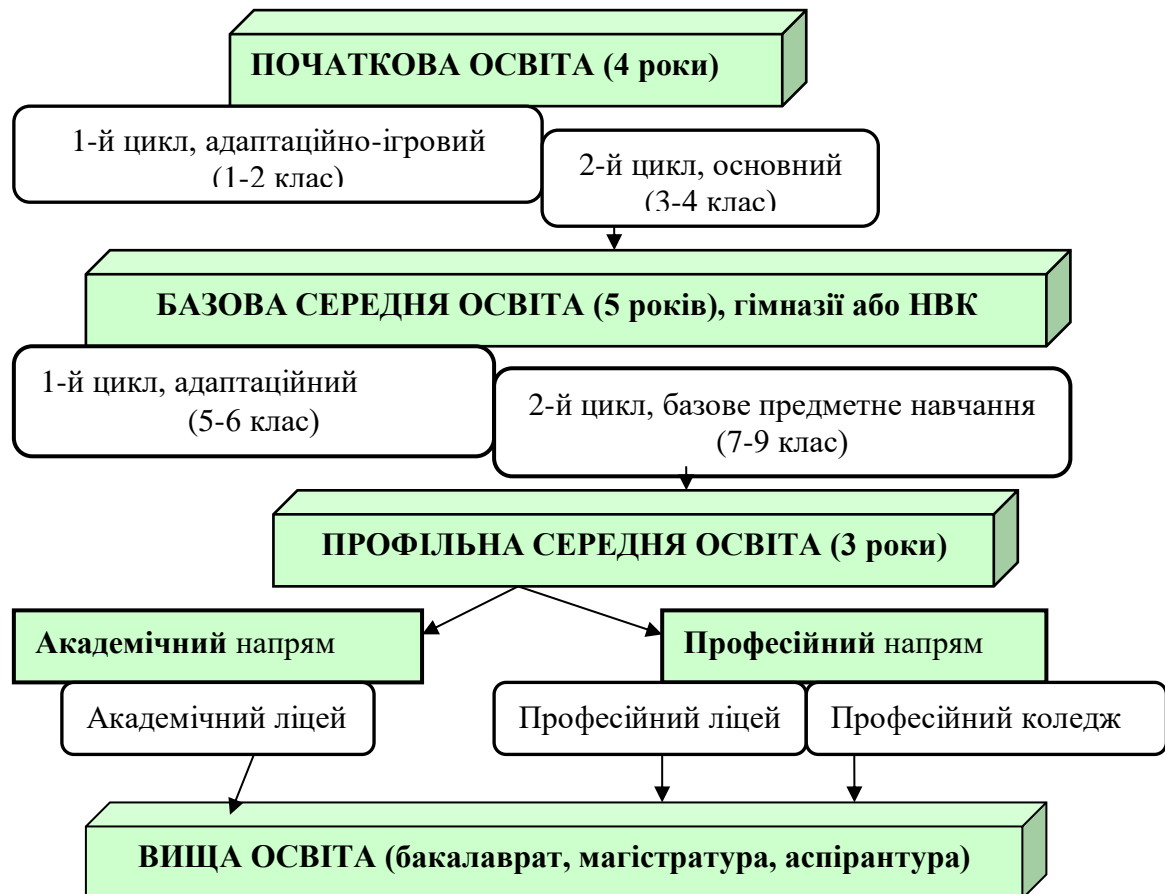 ПОЧАТКОВА ОСВІТА (4 роки)
1-й цикл, адаптаційно-ігровий
(1-2 клас)
2-й цикл, основний
(3-4 клас)
БАЗОВА СЕРЕДНЯ ОСВІТА (5 років), гімназії або НВК
1-й цикл, адаптаційний
(5-6 клас)
2-й цикл, базове предметне навчання
(7-9 клас)
ПРОФІЛЬНА СЕРЕДНЯ ОСВІТА (3 роки)
Академічний напрям
Професійний напрям
Академічний ліцей
Професійний ліцей
Професійний коледж
ВИЩА ОСВІТА (бакалаврат, магістратура, аспірантура)